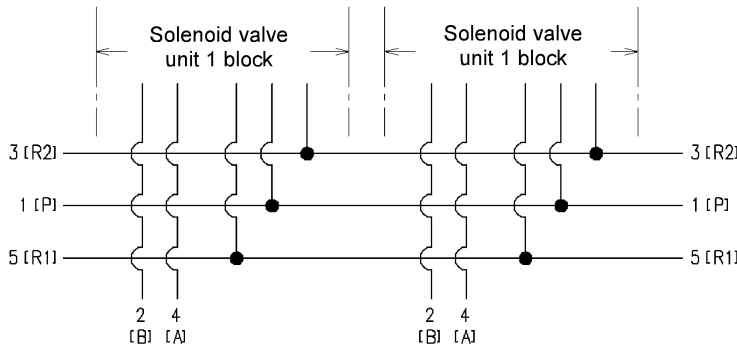 Solenoid valve
unit 1 block
Solenoid valve
unit 1 block
3 [R2]
3 [R2]
1 [P]
1 [P]
5 [R1]
5 [R1]
2 4 2 4
[B] [A] [B] [A]